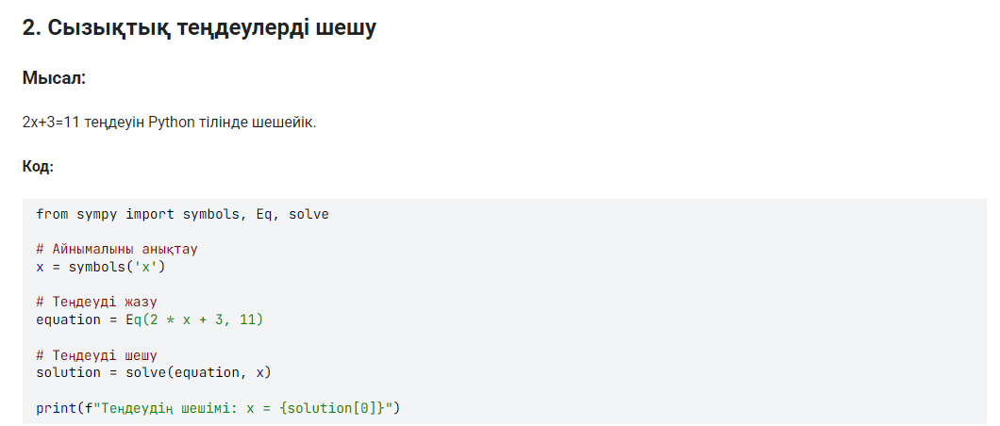 2. Сызықтық теңдеулерді шешу
Мысал:
2x+3=11 теңдеуін Python тілінде шешейік.
Код:
from sympy import symbols, Eq, solve
# Айнымалыны анықтау
x = symbols('x')
# Теңдеуді жазу
equation = Eq(2 * x + 3, 11)
# Теңдеуді шешу
solution = solve(equation, x)
print(f"Теңдеудің шешімі: x = {solution[0]}")